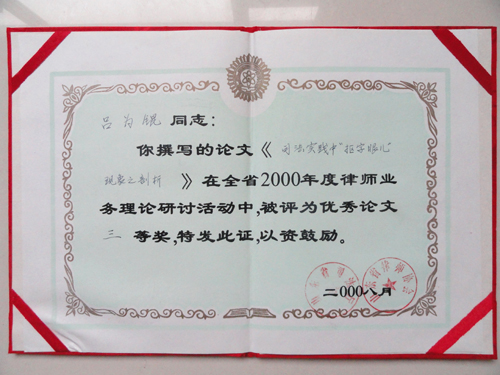 吕为锟 同志:
你撰写的论文《刑法实践中“抠字眼儿”
现象之剖析》在全省2000年度律师业
务理论研讨活动中,被评为优秀论文
三等奖,特发此证,以资鼓励。
二000八月